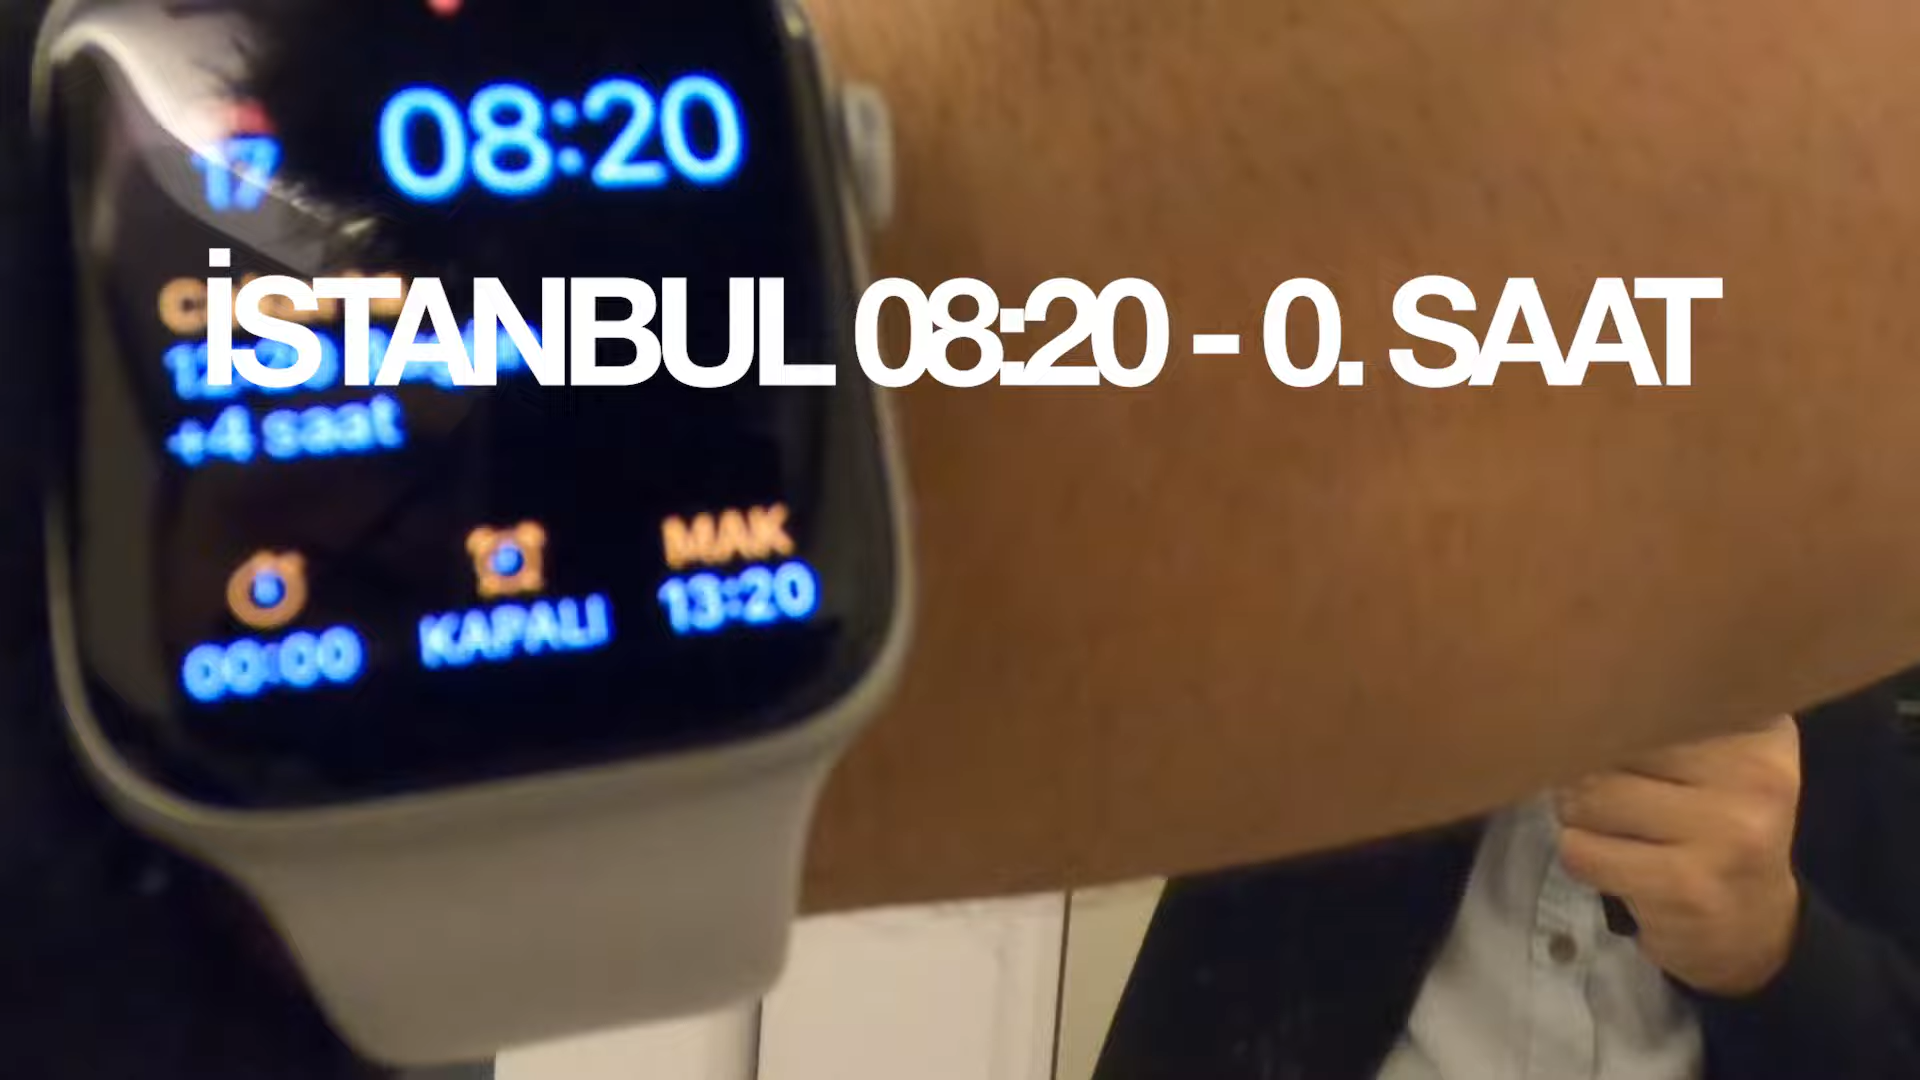 08:20
17
İSTANBUL 08:20 - 0. SAAT
+4 saat
MAK
13:20
KAPALI
00:00